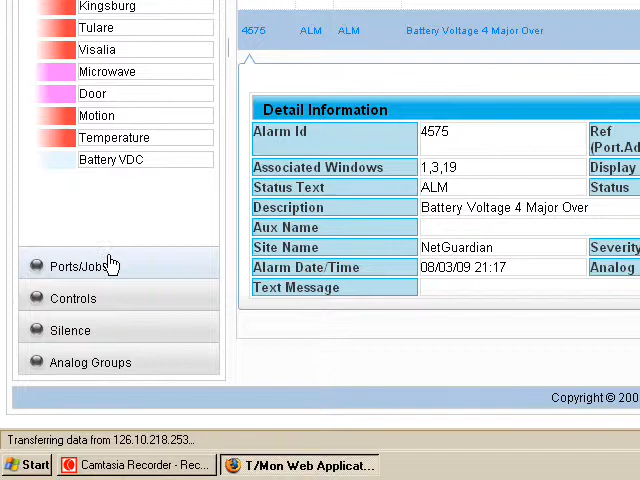 Kingsburg
Tulare
Visalia
Microwave
Door
Motion
Temperature
Battery VDC
Ports/Jobs
Controls
Silence
Analog Groups
4575 ALM ALM Battery Voltage 4 Major Over
Detail Information
Alarm Id 4575 Ref
(Port.Ad
Associated Windows 1,3,19 Display
Status Text ALM Status
Description Battery Voltage 4 Major Over
Aux Name
Site Name NetGuardian Severity
Alarm Date/Time 08/03/09 21:17 Analog
Text Message
Copyright © 200
Transferring data from 126.10.218.253...
Start Camtasia Recorder - Rec... T/Mon Web Applicat...